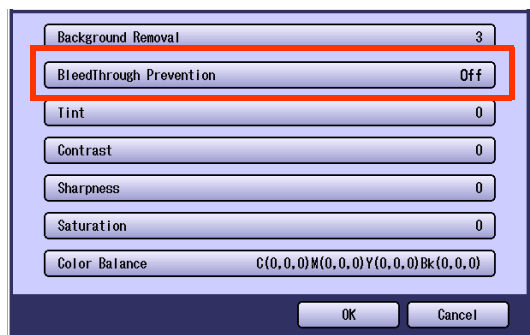 Background Removal 3
BleedThrough Prevention Off
Tint 0
Contrast 0
Sharpness 0
Saturation 0
Color Balance C(0,0,0)M(0,0,0)Y(0,0,0)Bk(0,0,0)
OK Cancel